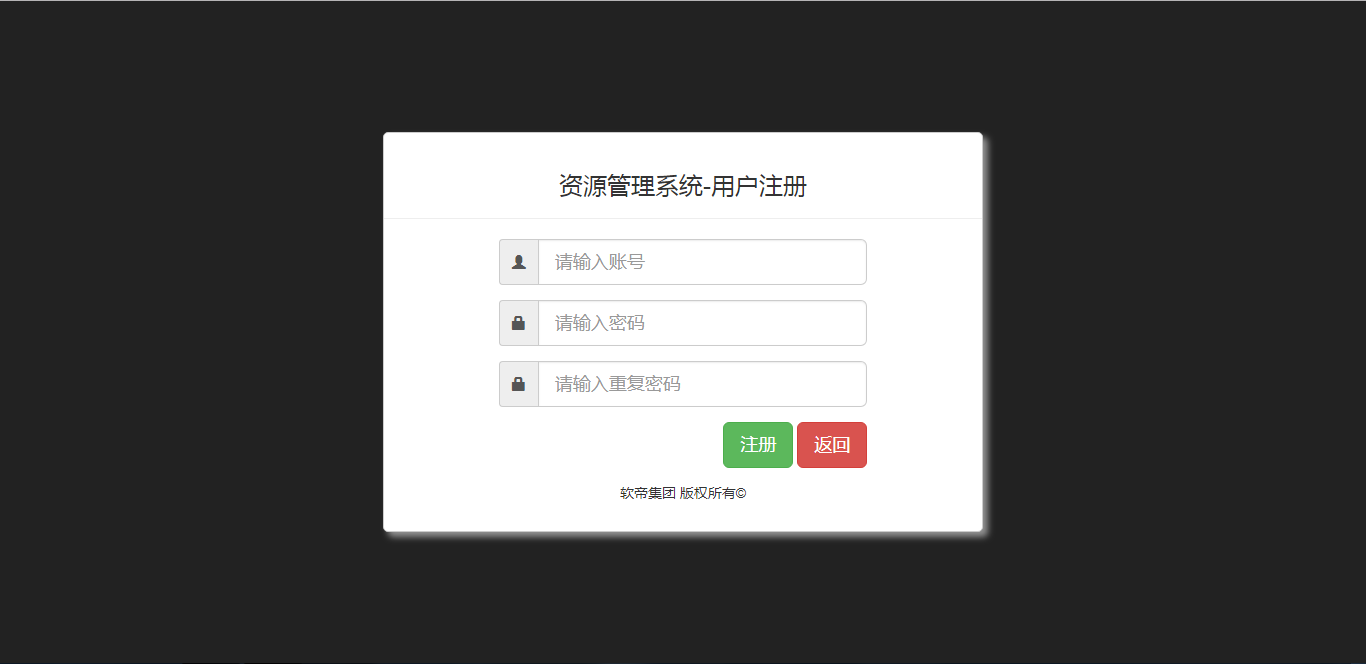 资源管理系统-用户注册
请输入账号
请输入密码
请输入重复密码
注册 返回
软帝集团 版权所有©